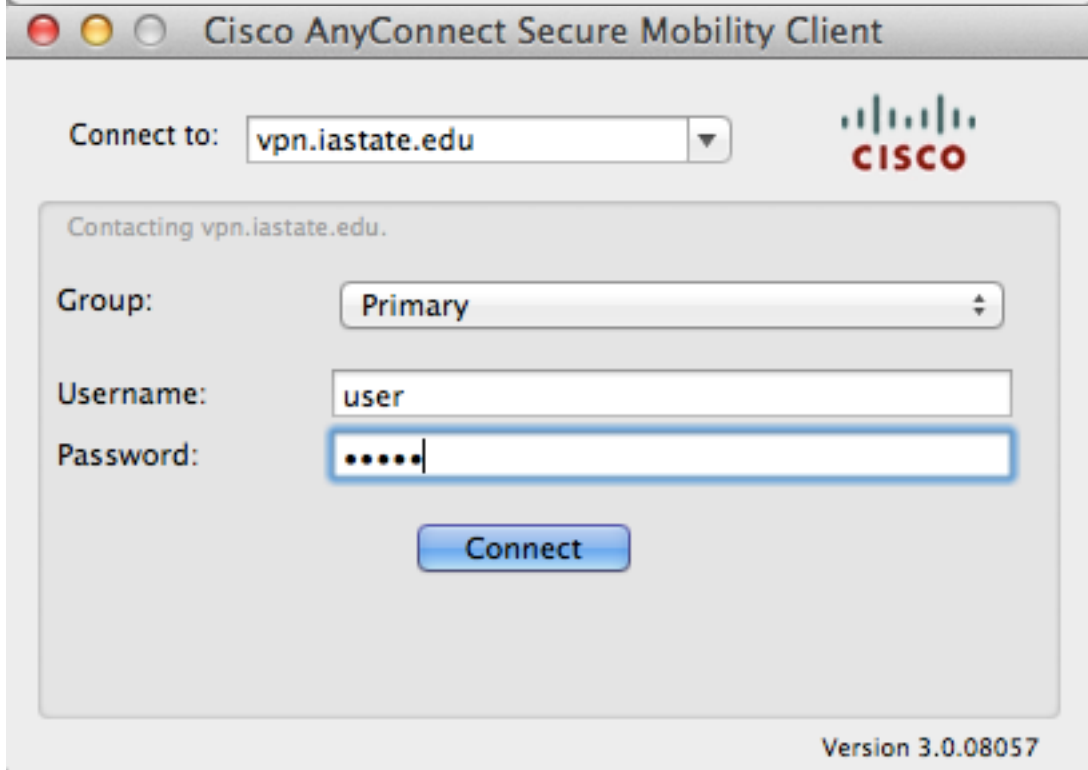 Cisco AnyConnect Secure Mobility Client
Connect to: vpn.iastate.edu
CISCO
Contacting vpn.iastate.edu.
Group: Primary
Username: user
Password: •••••
Connect
Version 3.0.08057